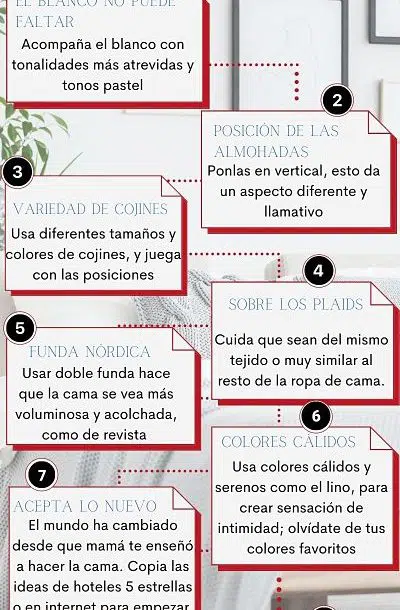 EL BLANCO NO PUEDE
FALTAR
Acompaña el blanco con
tonalidades más atrevidas y
tonos pastel
2
POSICIÓN DE LAS
ALMOHADAS
Ponlas en vertical, esto da
un aspecto diferente y
llamativo
3
VARIEDAD DE COJINES
Usa diferentes tamaños y
colores de cojines, y juega
con las posiciones
4
SOBRE LOS PLAIDS
Cuida que sean del mismo
tejido o muy similar al
resto de la ropa de cama.
5
FUNDA NÓRDICA
Usar doble funda hace
que la cama se vea más
voluminosa y acolchada,
como de revista
6
COLORES CÁLIDOS
Usa colores cálidos y
serenos como el lino, para
crear sensación de
intimidad; olvídate de tus
colores favoritos
7
ACEPTA LO NUEVO
El mundo ha cambiado
desde que mamá te enseñó
a hacer la cama. Copia las
ideas de hoteles 5 estrellas
o en internet para empezar